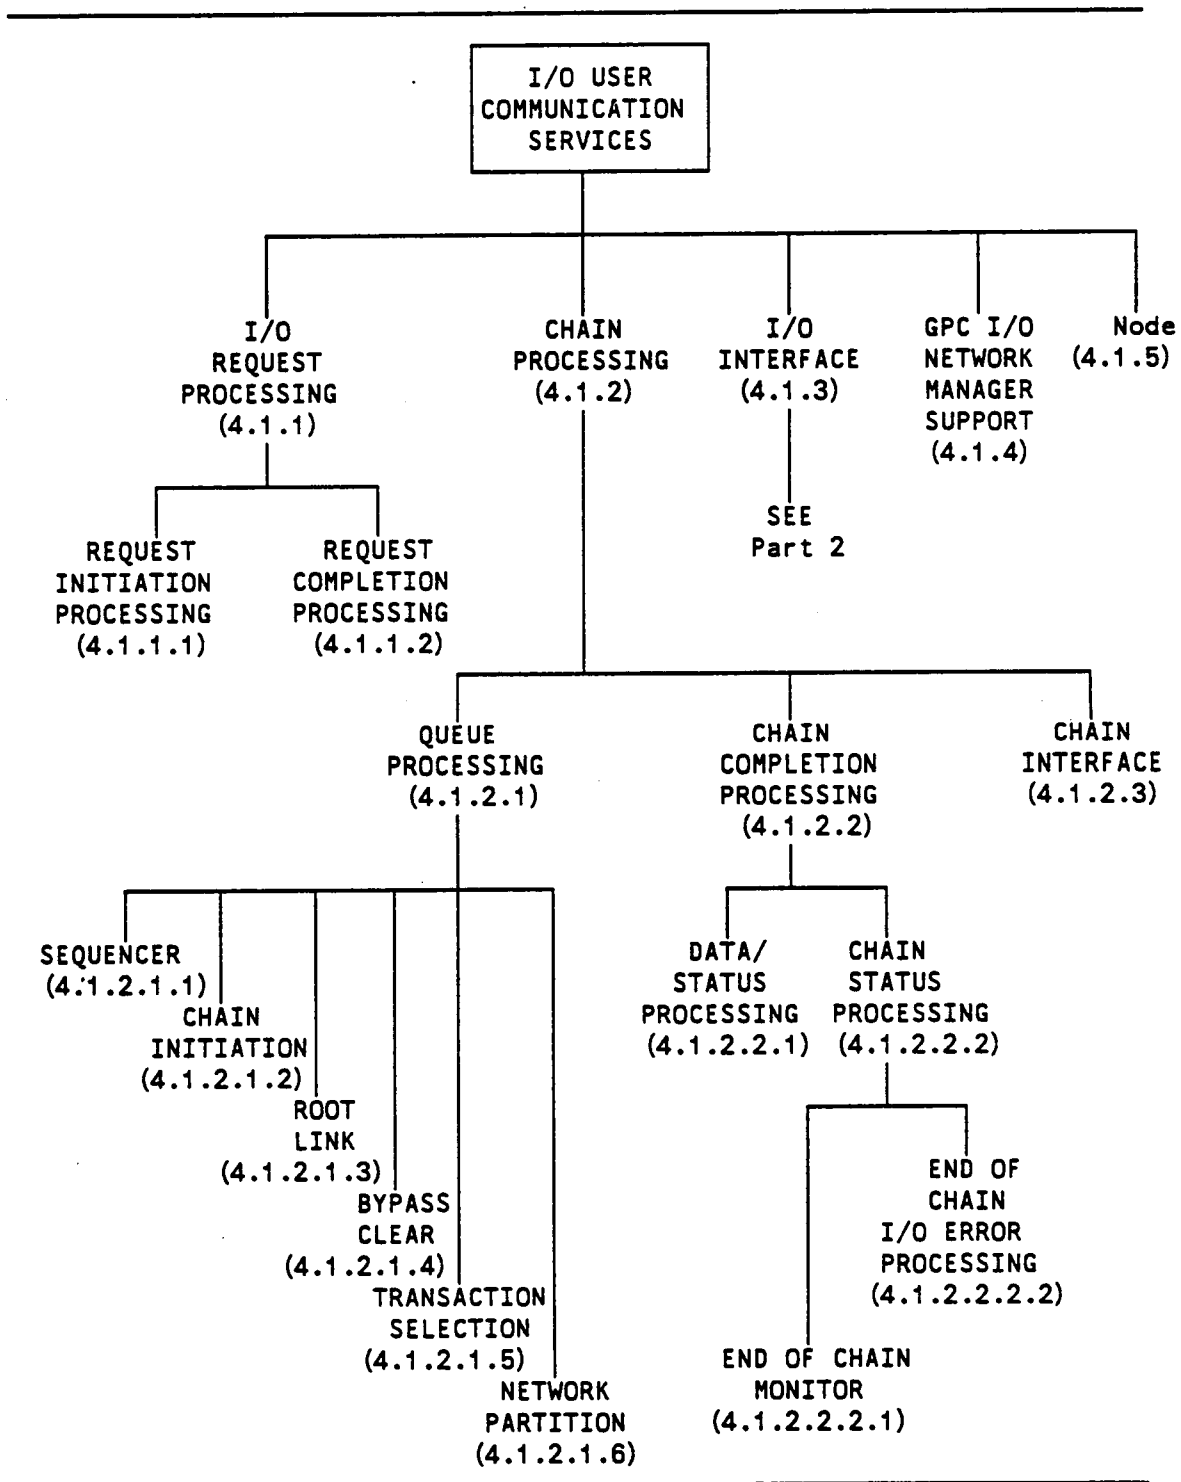 I/O USER
COMMUNICATION
SERVICES
I/O
REQUEST
PROCESSING
(4.1.1)
CHAIN
PROCESSING
(4.1.2)
I/O
INTERFACE
(4.1.3)
GPC I/O
NETWORK
MANAGER
SUPPORT
(4.1.4)
Node
(4.1.5)
SEE
Part 2
REQUEST
INITIATION
PROCESSING
(4.1.1.1)
REQUEST
COMPLETION
PROCESSING
(4.1.1.2)
QUEUE
PROCESSING
(4.1.2.1)
CHAIN
COMPLETION
PROCESSING
(4.1.2.2)
CHAIN
INTERFACE
(4.1.2.3)
SEQUENCER
(4.1.2.1.1)
CHAIN
INITIATION
(4.1.2.1.2)
ROOT
LINK
(4.1.2.1.3)
BYPASS
CLEAR
(4.1.2.1.4)
TRANSACTION
SELECTION
(4.1.2.1.5)
NETWORK
PARTITION
(4.1.2.1.6)
DATA/
STATUS
PROCESSING
(4.1.2.2.1)
CHAIN
STATUS
PROCESSING
(4.1.2.2.2)
END OF
CHAIN
I/O ERROR
PROCESSING
(4.1.2.2.2.2)
END OF CHAIN
MONITOR
(4.1.2.2.2.1)